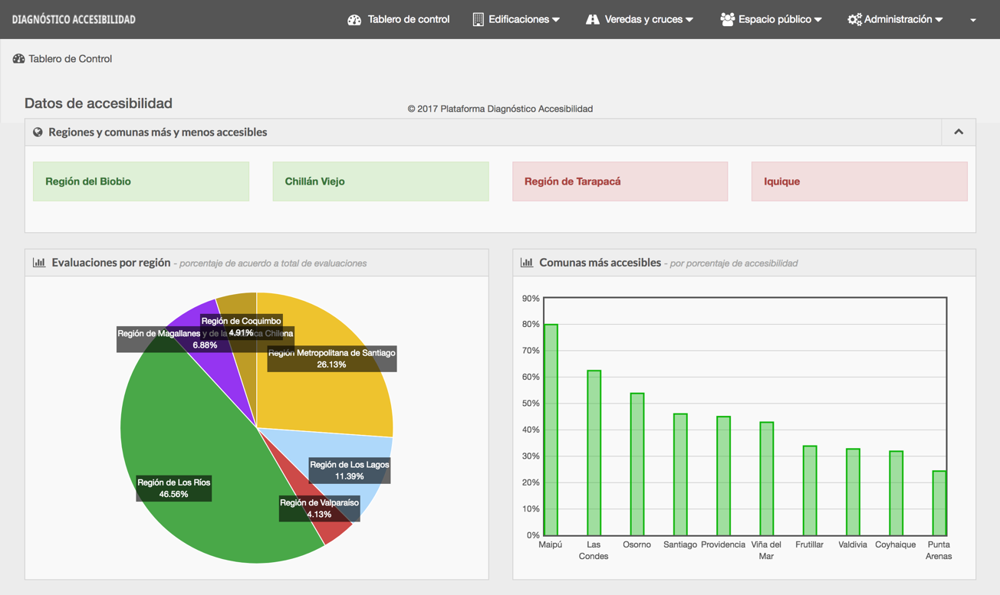 DIAGNÓSTICO ACCESIBILIDAD
Tablero de control
Edificaciones
Veredas y cruces
Espacio público
Administración
Tablero de Control
Datos de accesibilidad
© 2017 Plataforma Diagnóstico Accesibilidad
Regiones y comunas más y menos accesibles
Región del Biobio
Chillán Viejo
Región de Tarapacá
Iquique
Evaluaciones por región - porcentaje de acuerdo a total de evaluaciones
Región de Coquimbo
4.91%
Región de Magallanes y de la Chilena
6.88%
Región Metropolitana de Santiago
26.13%
Región de Los Lagos
11.39%
Región de Los Ríos
46.56%
Región de Valparaíso
4.13%
Comunas más accesibles - por porcentaje de accesibilidad
90%
80%
70%
60%
50%
40%
30%
20%
10%
0%
Maipú
Las Condes
Osorno
Santiago
Providencia
Viña del Mar
Frutillar
Valdivia
Coyhaique
Punta Arenas